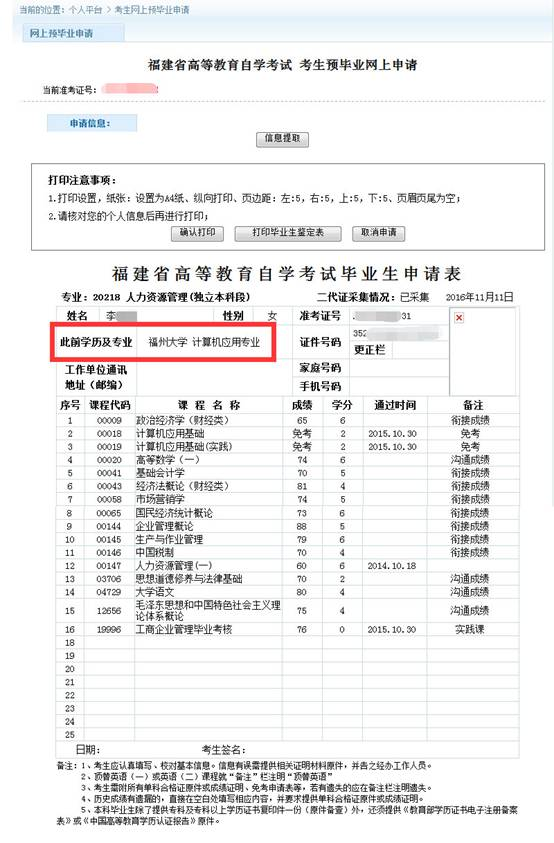 当前的位置：个人平台 > 考生网上预毕业申请
网上预毕业申请
福建省高等教育自学考试 考生预毕业网上申请
当前准考证号：
申请信息：
信息提取
打印注意事项：
1.打印设置，纸张：设置为A4纸、纵向打印、页边距：左:5，右:5，上:5，下:5、页眉页尾为空；
2.请核对您的个人信息后再进行打印；
确认打印 打印毕业生鉴定表 取消申请
福建省高等教育自学考试毕业生申请表
专业：20218 人力资源管理(独立本科段) 二代证采集情况：已采集 2016年11月11日
姓名 李 性别 女 准考证号 31
此前学历及专业 福州大学 计算机应用专业 证件号码 352
更正栏
工作单位通讯地址（邮编） 家庭号码
手机号码
序号 课程代码 课 程 名 称 成绩 学分 通过时间 备注
1 00009 政治经济学（财经类） 65 6 衔接成绩
2 00018 计算机应用基础 免考 2 2015.10.30 免考
3 00019 计算机应用基础(实践) 免考 2 2015.10.30 免考
4 00020 高等数学（一） 74 6 沟通成绩
5 00041 基础会计学 70 5 衔接成绩
6 00043 经济法概论（财经类） 81 4 衔接成绩
7 00058 市场营销学 74 5 衔接成绩
8 00065 国民经济统计概论 73 6 衔接成绩
9 00144 企业管理概论 88 5 衔接成绩
10 00145 生产与作业管理 79 6 衔接成绩
11 00146 中国税制 70 4 衔接成绩
12 00147 人力资源管理(一) 60 6 2014.10.18
13 03706 思想道德修养与法律基础 70 2 沟通成绩
14 04729 大学语文 80 4 沟通成绩
15 12656 毛泽东思想和中国特色社会主义理论体系概论 75 4 沟通成绩
16 19996 工商企业管理毕业考核 76 0 2015.10.30 实践课
18
19
20
21
22
23
24
25
日期： 考生签名：
备注：1、考生应认真填写、校对基本信息。信息有误需提供相关证明材料原件，并告之经办工作人员。
2、顶替英语（一）或英语（二）课程就“备注”栏注明“顶替英语”
3、考生需附所有单科合格证原件或成绩证明、免考申请表等，若有遗失的应在备注栏注明遗失。
4、历史成绩有遗漏的，直接在空白处填写相应内容，并要求提供单科合格证原件或成绩证明。
5、本科毕业生除了提供专科及专科以上学历证书复印件一份（原件备查）外，还须提供《教育部学历证书电子注册备案
表》或《中国高等教育学历认证报告》原件。